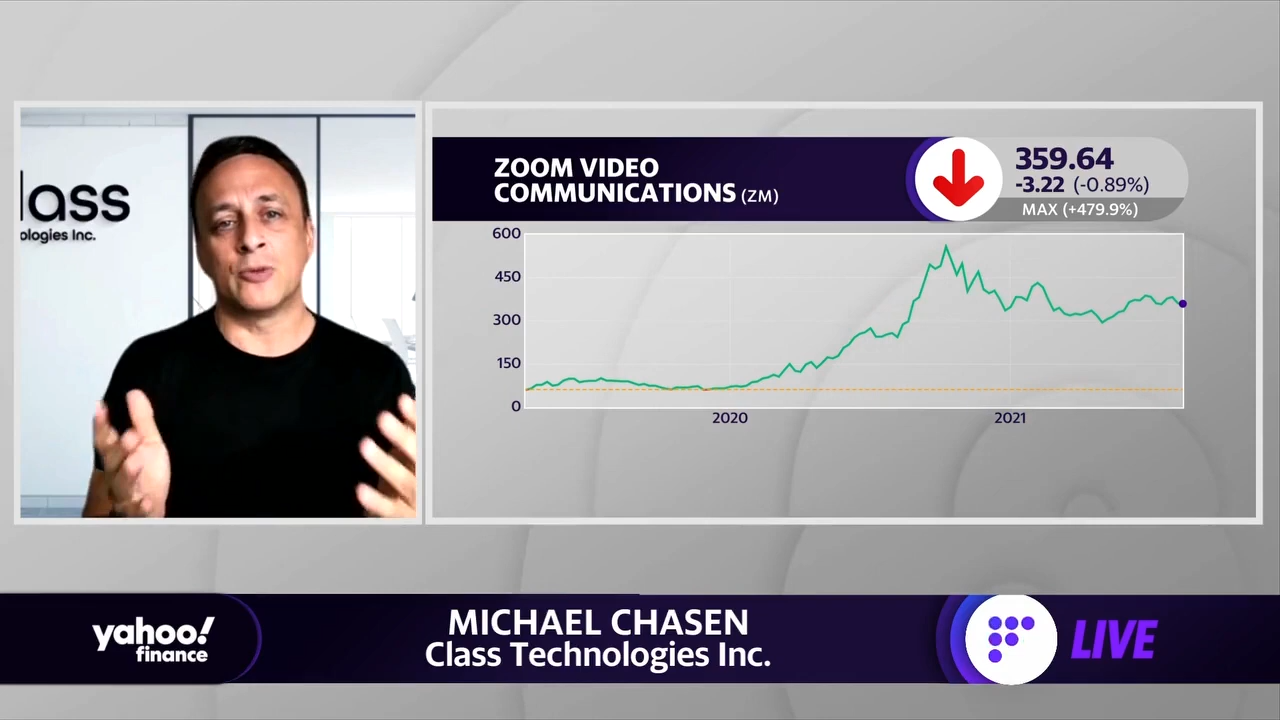 lass
ologies Inc.
ZOOM VIDEO
COMMUNICATIONS (ZM)
359.64
-3.22 (-0.89%)
MAX (+479.9%)
600
450
300
150
0
2020
2021
yahoo!
finance
MICHAEL CHASEN
Class Technologies Inc.
LIVE